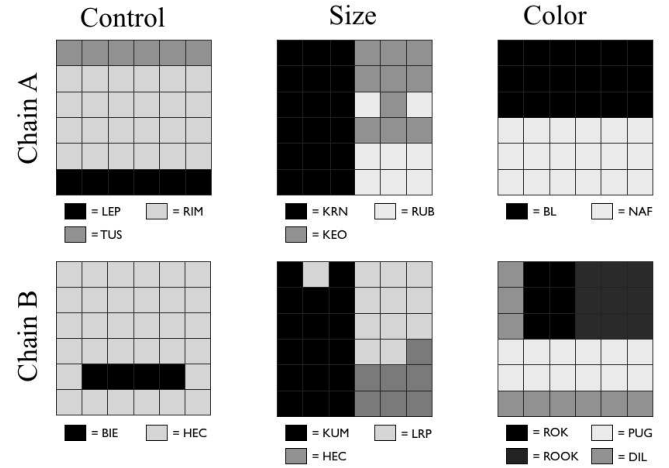 Control Size Color
Chain A
= LEP = RIM
= TUS
= KRN = RUB
= KEO
= BL = NAF
Chain B
= BIE = HEC
= KUM = LRP
= HEC
= ROK = PUG
= ROOK = DIL